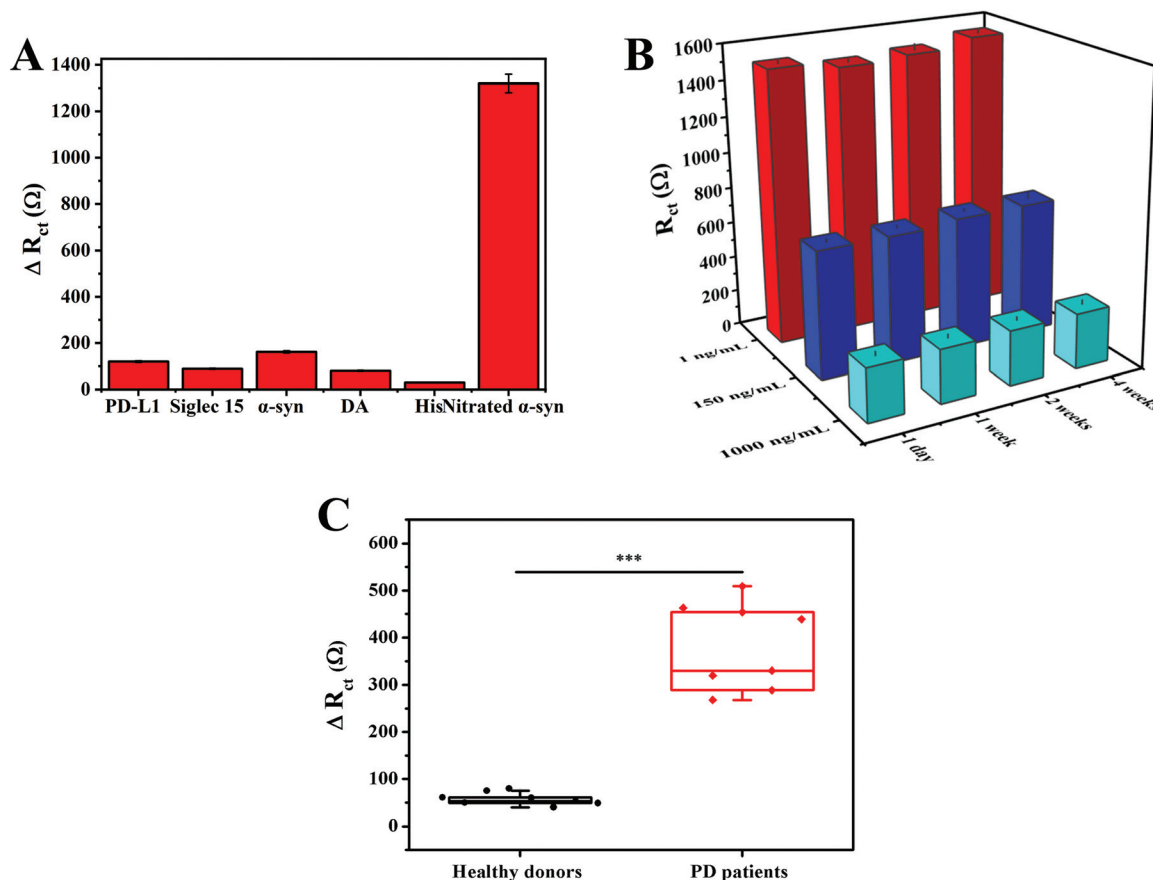 A
1400
1200
1000
800
600
400
200
0
Δ Rct (Ω)
PD-L1 Siglec 15 α-syn DA His Nitrated α-syn
B
1600
1400
1200
1000
800
600
400
200
0
Rct (Ω)
1 ng/mL
150 ng/mL
1000 ng/mL
1 day
1 week
2 weeks
4 weeks
C
600
500
400
300
200
100
0
Δ Rct (Ω)
***
Healthy donors PD patients